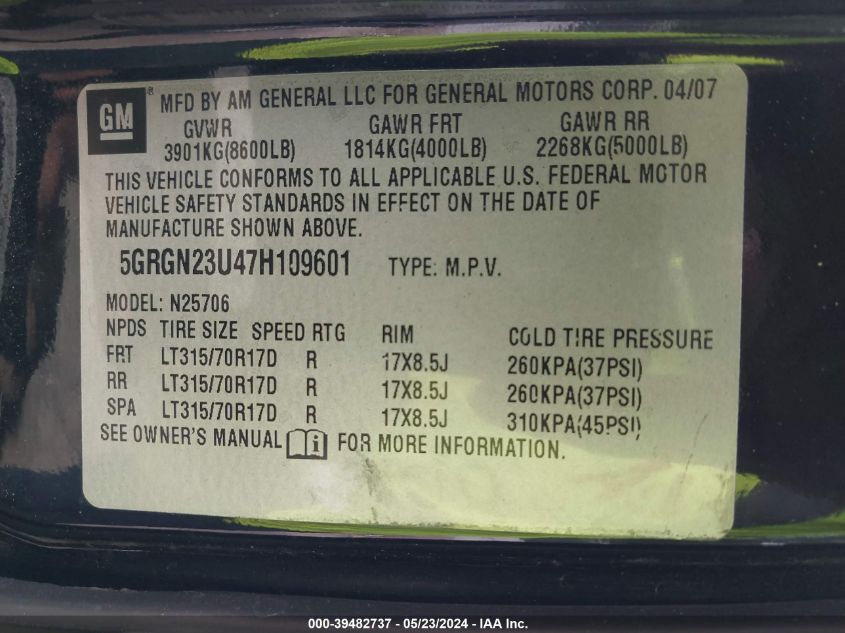 GM ® MFD BY AM GENERAL LLC FOR GENERAL MOTORS CORP. 04/07
GVWR GAWR FRT GAWR RR
3901KG(8600LB) 1814KG(4000LB) 2268KG(5000LB)
THIS VEHICLE CONFORMS TO ALL APPLICABLE U.S. FEDERAL MOTOR
VEHICLE SAFETY STANDARDS IN EFFECT ON THE DATE OF
MANUFACTURE SHOWN ABOVE.
5GRGN23U47H109601 TYPE: M.P.V.
MODEL: N25706
NPDS TIRE SIZE SPEED RTG RIM COLD TIRE PRESSURE
FRT LT315/70R17D R 17X8.5J 260KPA(37PSI)
RR LT315/70R17D R 17X8.5J 260KPA(37PSI)
SPA LT315/70R17D R 17X8.5J 310KPA(45PSI)
SEE OWNER'S MANUAL i FOR MORE INFORMATION.
000-39482737 - 05/23/2024 - IAA Inc.